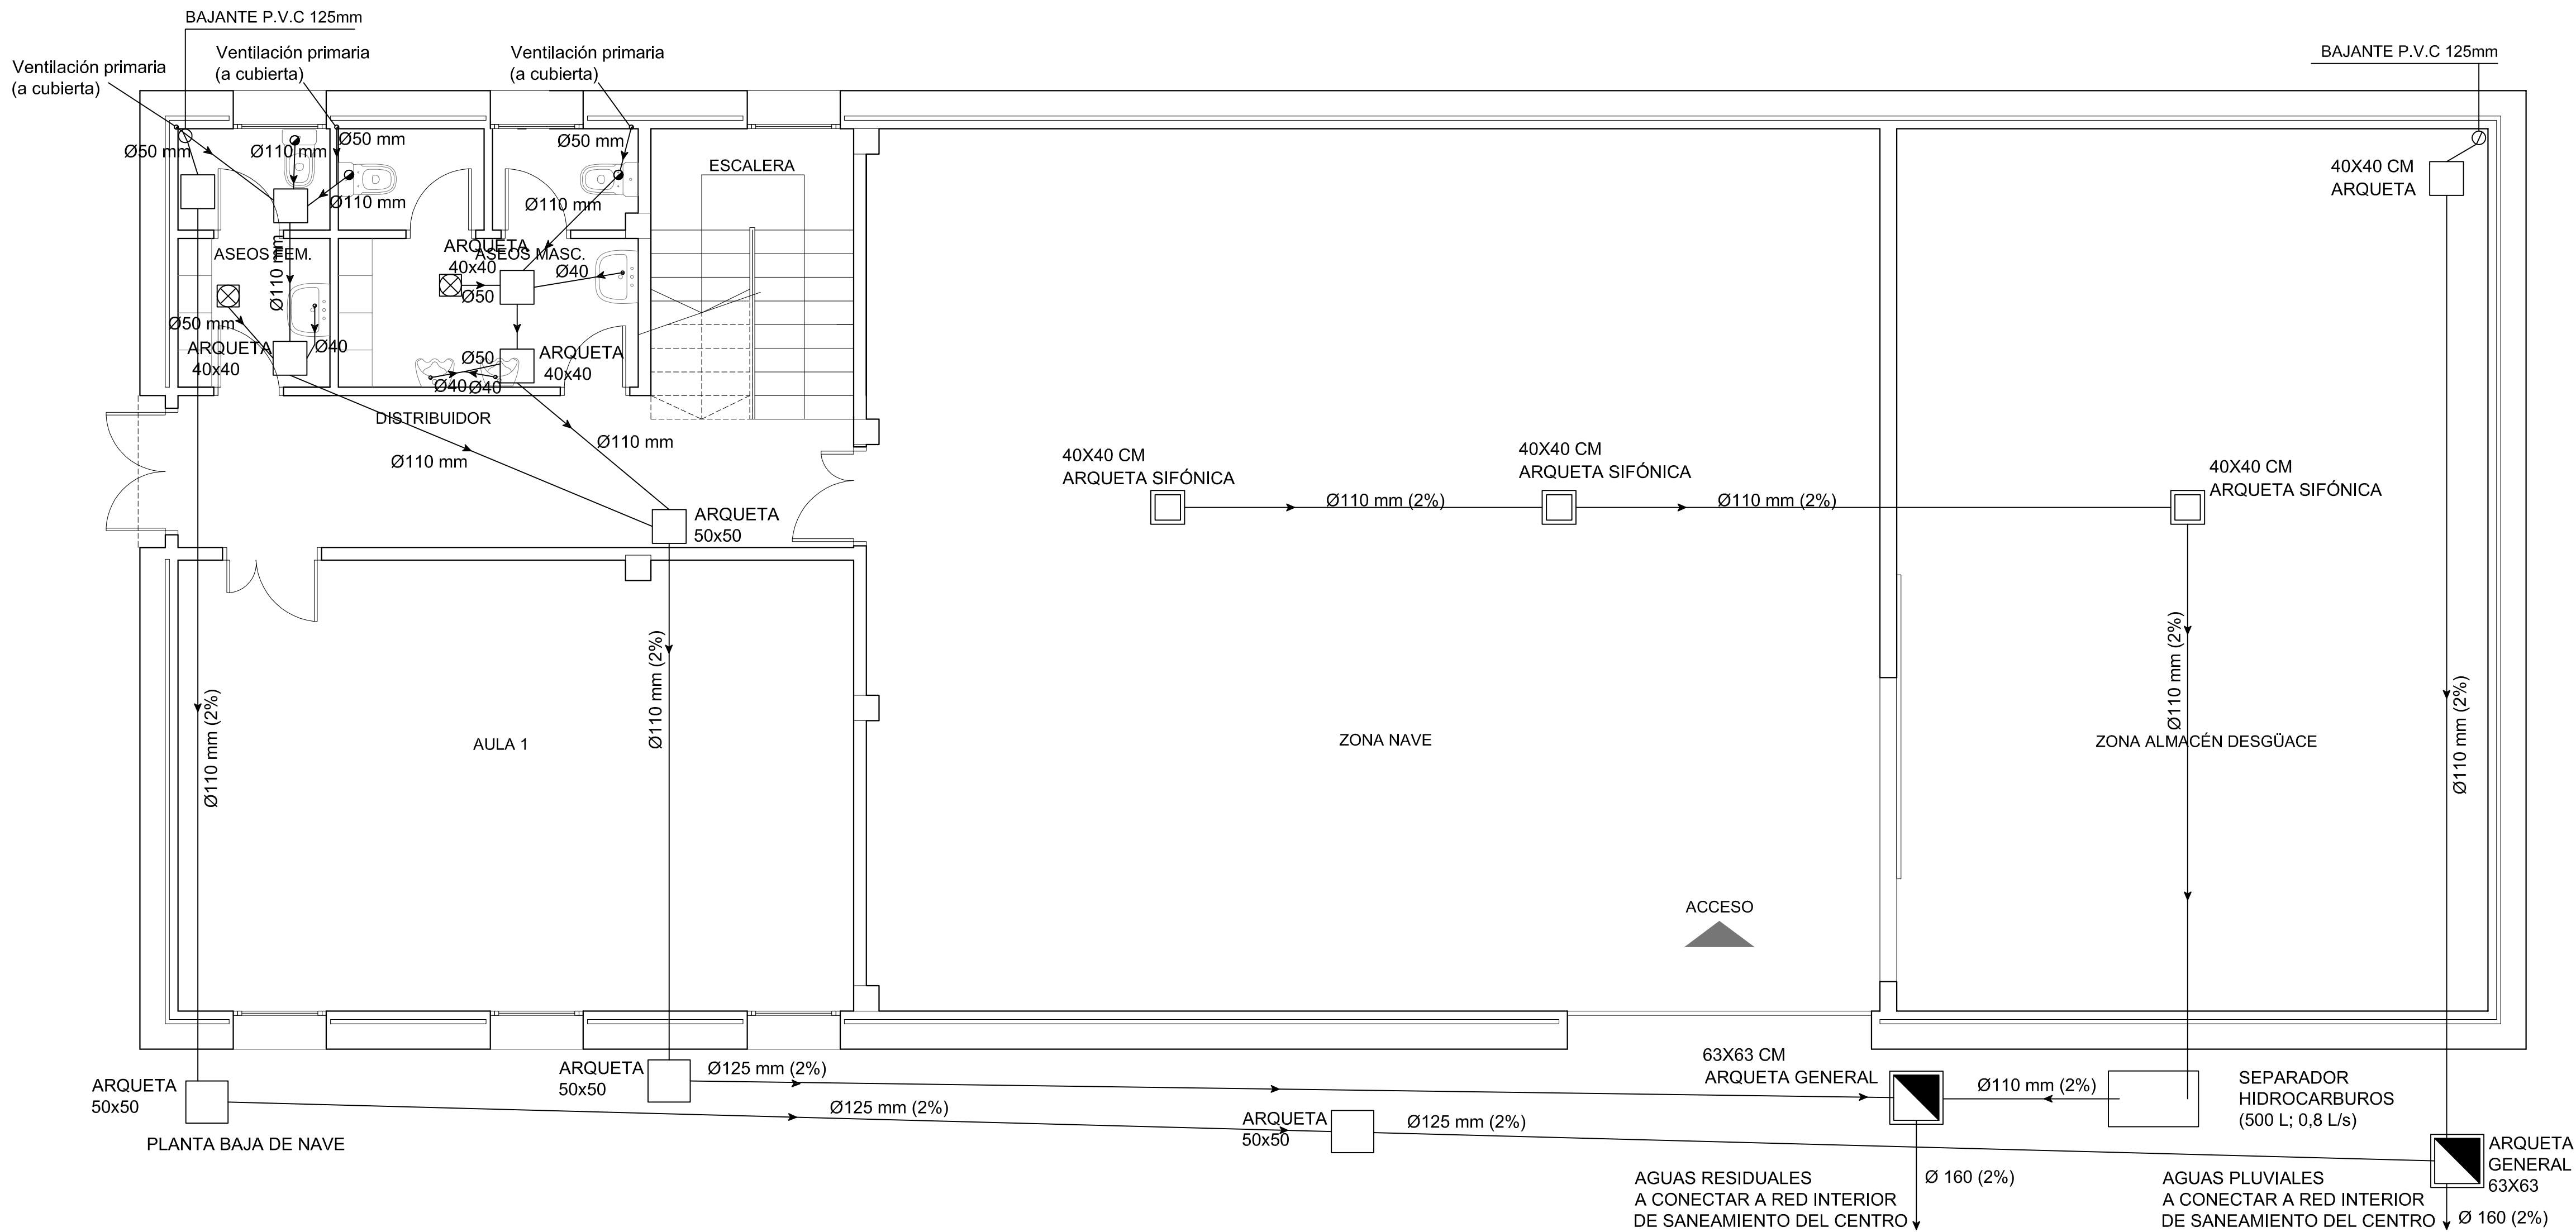 BAJANTE P.V.C 125mm
Ventilación primaria
(a cubierta)
Ventilación primaria
(a cubierta)
Ventilación primaria
(a cubierta)
BAJANTE P.V.C 125mm
Ø50 mm
Ø110 mm
Ø50 mm
Ø50 mm
ESCALERA
40X40 CM
ARQUETA
Ø110 mm
Ø110 mm
Ø110 mm
ASEOS FEM.
ARQUETA
40x40
ASEOS MASC.
Ø40
Ø50
Ø50 mm
ARQUETA
40x40
Ø40
Ø50
ARQUETA
40x40
Ø40
Ø40
DISTRIBUIDOR
Ø110 mm
Ø110 mm
40X40 CM
ARQUETA SIFÓNICA
40X40 CM
ARQUETA SIFÓNICA
40X40 CM
ARQUETA SIFÓNICA
Ø110 mm (2%)
Ø110 mm (2%)
ARQUETA
50x50
Ø110 mm (2%)
Ø110 mm (2%)
Ø110 mm (2%)
Ø110 mm (2%)
AULA 1
ZONA NAVE
ZONA ALMACÉN DESGÜACE
ACCESO
ARQUETA
50x50
ARQUETA
50x50
Ø125 mm (2%)
Ø125 mm (2%)
63X63 CM
ARQUETA GENERAL
Ø110 mm (2%)
SEPARADOR
HIDROCARBUROS
(500 L; 0,8 L/s)
ARQUETA
50x50
Ø125 mm (2%)
PLANTA BAJA DE NAVE
ARQUETA
GENERAL
63X63
AGUAS RESIDUALES
A CONECTAR A RED INTERIOR
DE SANEAMIENTO DEL CENTRO
Ø 160 (2%)
AGUAS PLUVIALES
A CONECTAR A RED INTERIOR
DE SANEAMIENTO DEL CENTRO
Ø 160 (2%)